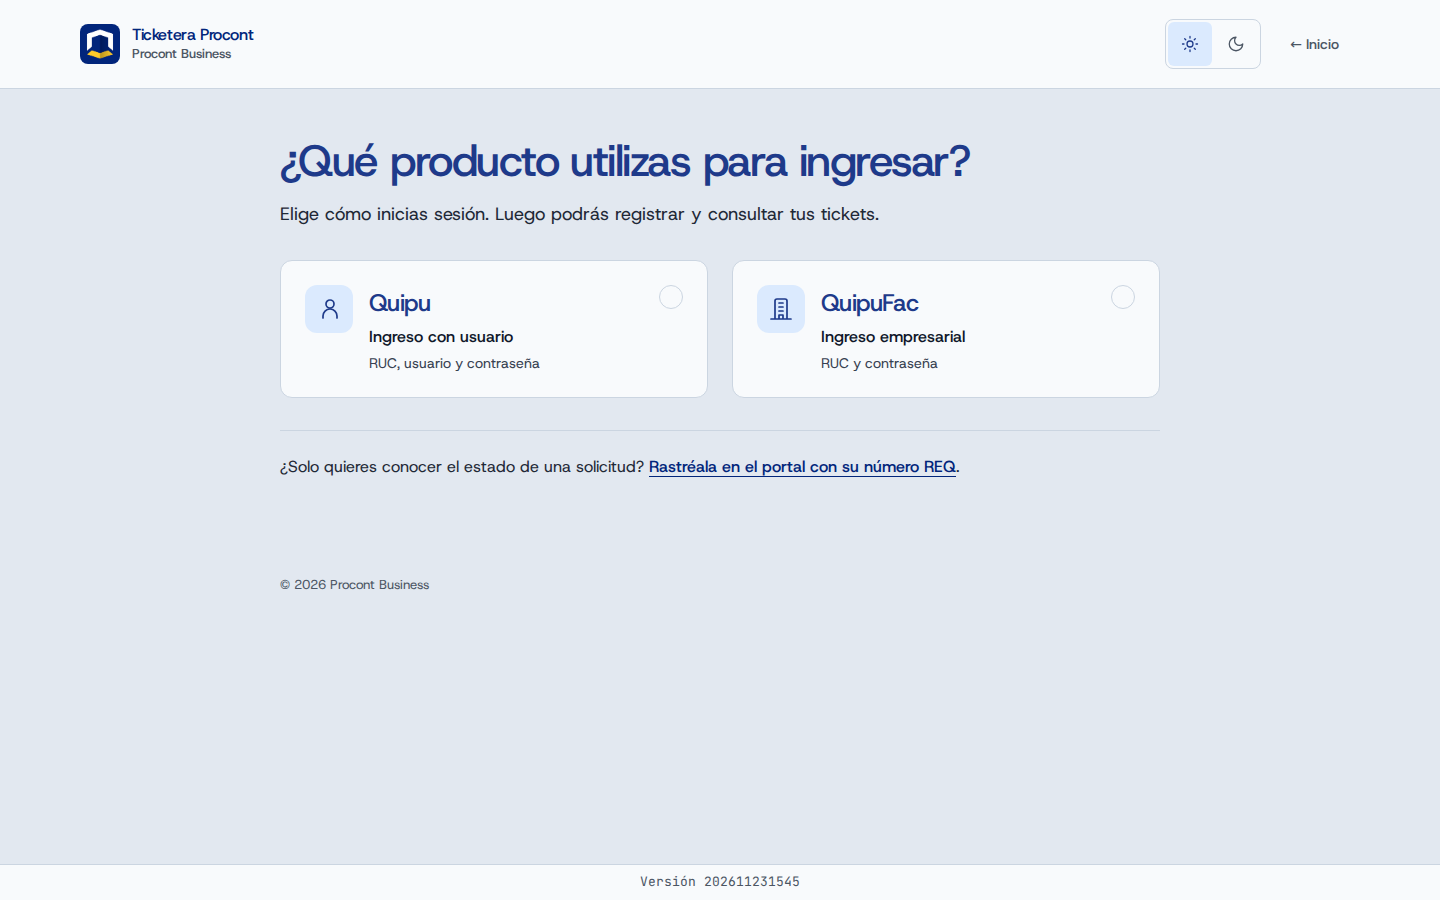 Ticketera Procont
Procont Business
← Inicio
¿Qué producto utilizas para ingresar?
Elige cómo inicias sesión. Luego podrás registrar y consultar tus tickets.
Quipu
Ingreso con usuario
RUC, usuario y contraseña
QuipuFac
Ingreso empresarial
RUC y contraseña
¿Solo quieres conocer el estado de una solicitud? Rastréala en el portal con su número REQ.
© 2026 Procont Business
Versión 202611231545